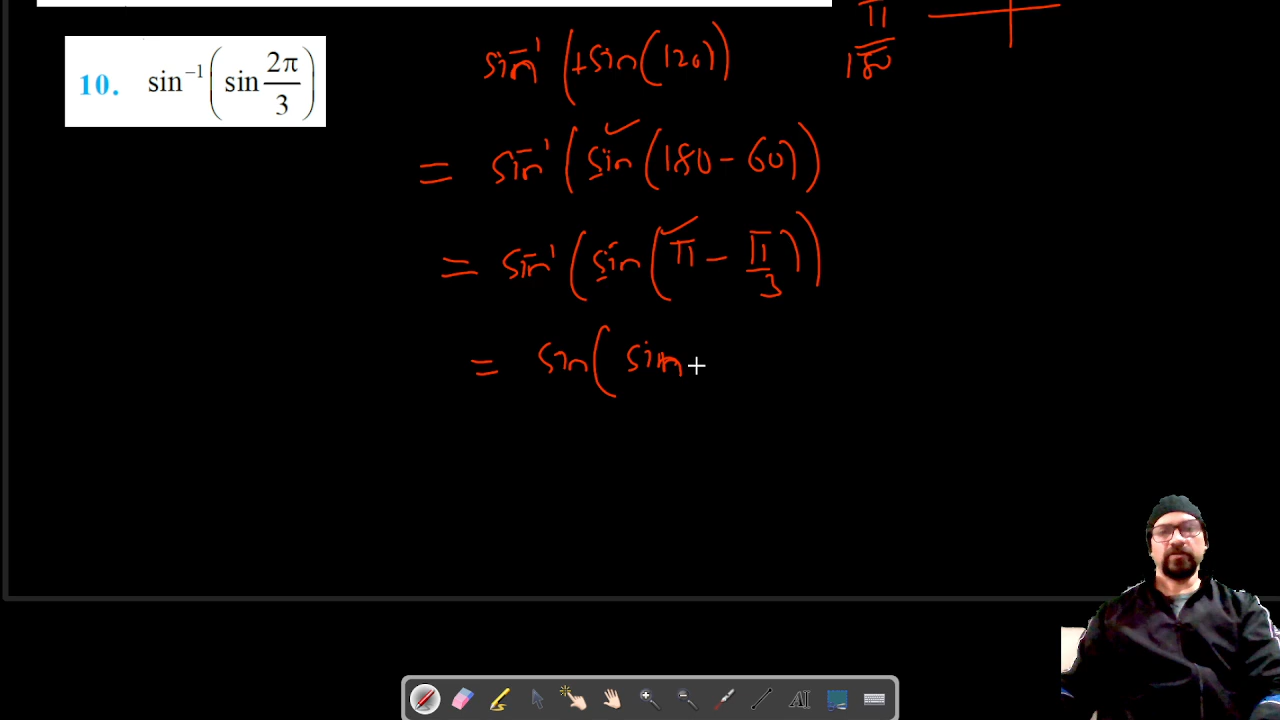 π
180
10. sin⁻¹(sin 2π/3)
sin⁻¹(+sin(120))
= sin⁻¹(sin(180-60))
= sin⁻¹(sin(π - π/3))
= sin(sin
AI